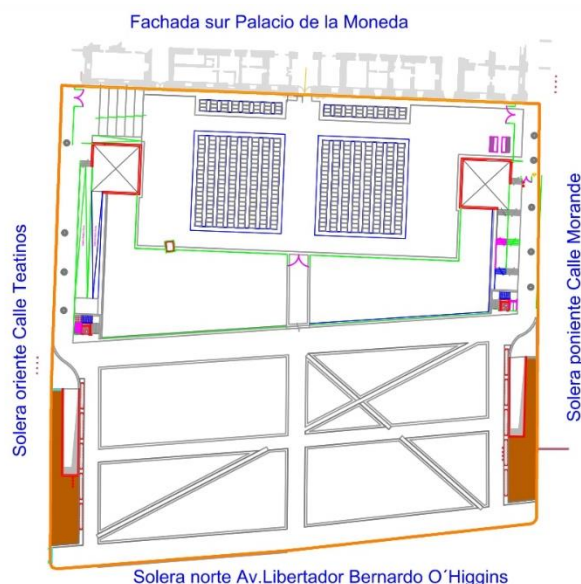 Fachada sur Palacio de la Moneda
Solera oriente Calle Teatinos
Solera poniente Calle Morande
Solera norte Av.Libertador Bernardo O´Higgins